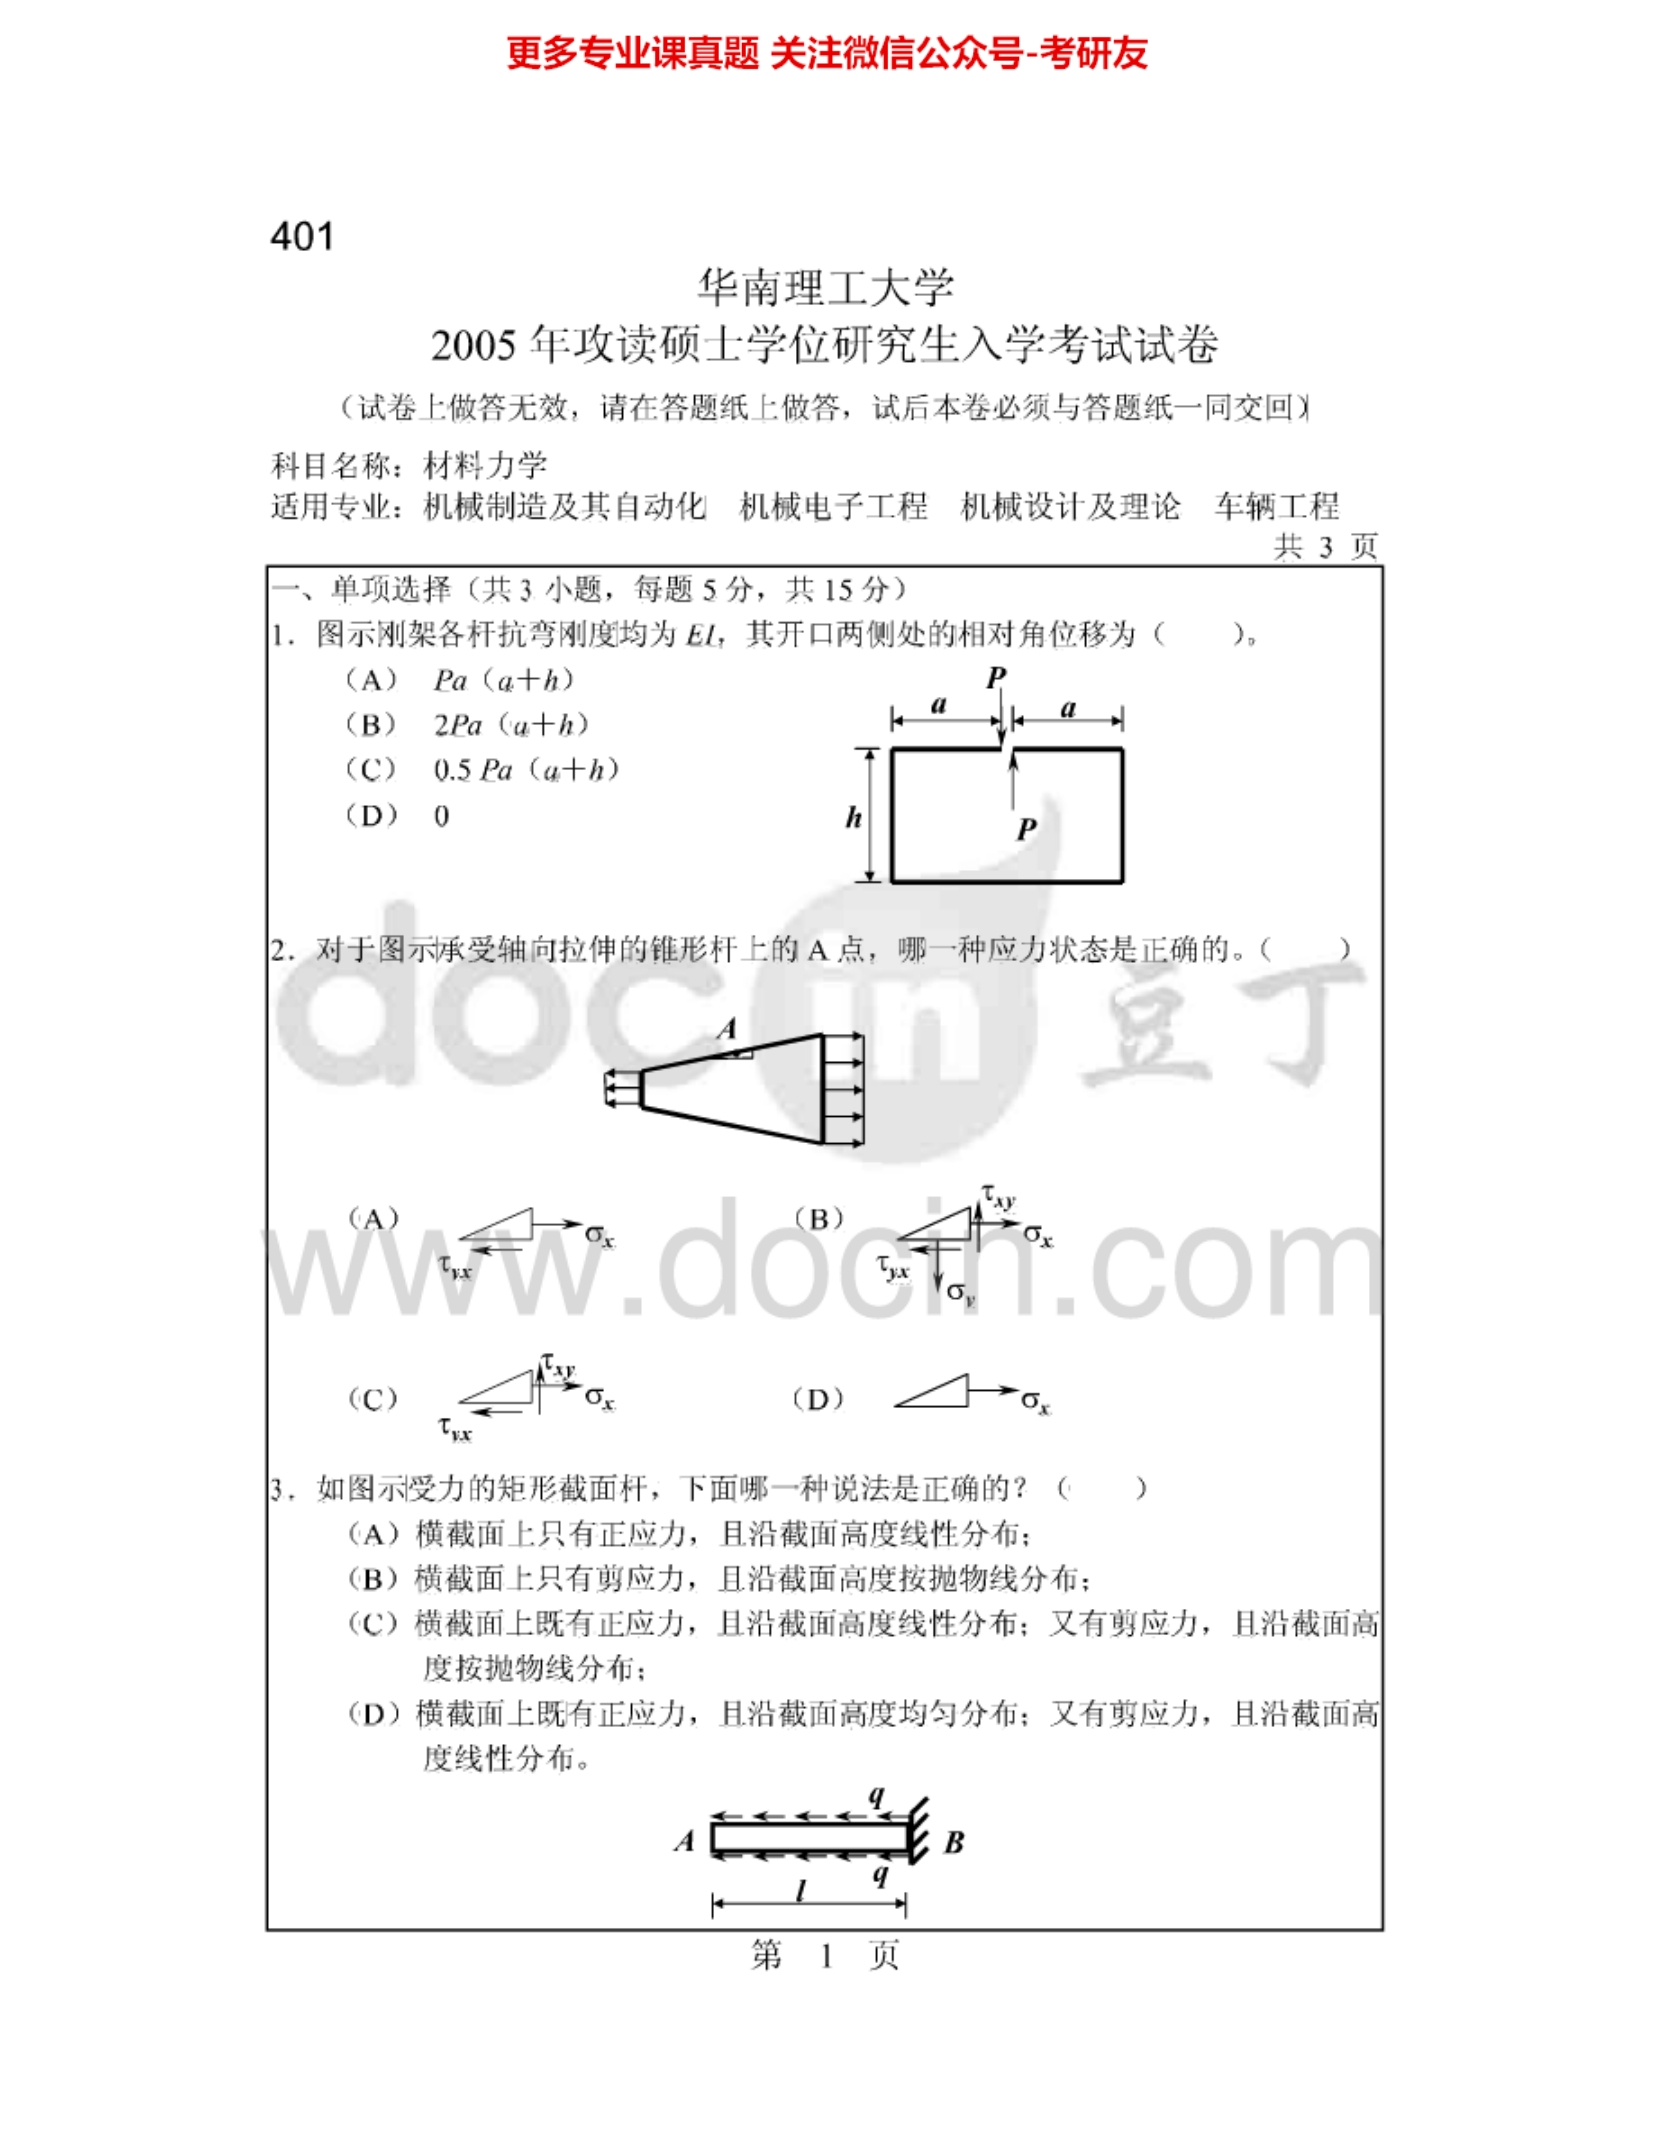 更多专业课真题 关注微信公众号-考研友
401
华南理工大学
2005 年攻读硕士学位研究生入学考试试卷
（试卷上做答无效，请在答题纸上做答，试后本卷必须与答题纸一同交回）
科目名称：材料力学
适用专业：机械制造及其自动化 机械电子工程 机械设计及理论 车辆工程
共 3 页
一、单项选择（共 3 小题，每题 5 分，共 15 分）
1．图示刚架各杆抗弯刚度均为 EI，其开口两侧处的相对角位移为（ ）。
（A） Pa（a＋h）
（B） 2Pa（a＋h）
（C） 0.5 Pa（a＋h）
（D） 0
P
a
a
h
P
2．对于图示承受轴向拉伸的锥形杆上的 A 点，哪一种应力状态是正确的。（ ）
A
（A）
σx
τyx
（B）
τxy
σx
τyx
σy
（C）
τxy
σx
τyx
（D）
σx
3．如图示受力的矩形截面杆，下面哪一种说法是正确的？（ ）
（A）横截面上只有正应力，且沿截面高度线性分布；
（B）横截面上只有剪应力，且沿截面高度按抛物线分布；
（C）横截面上既有正应力，且沿截面高度线性分布；又有剪应力，且沿截面高
度按抛物线分布；
（D）横截面上既有正应力，且沿截面高度均匀分布；又有剪应力，且沿截面高
度线性分布。
q
A
B
q
l
第 1 页
docin 豆丁
www.docin.com